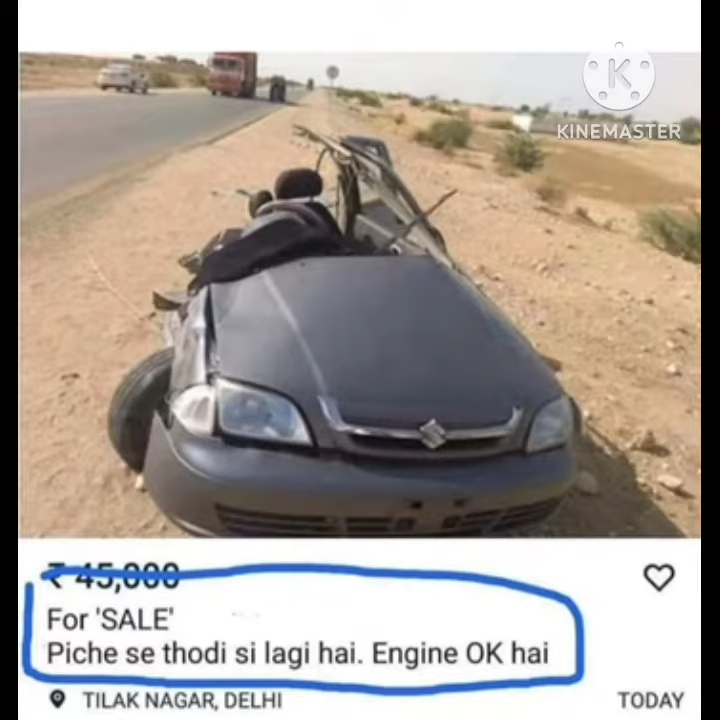 KINEMASTER
₹ 45,000
For 'SALE'
Piche se thodi si lagi hai. Engine OK hai
TILAK NAGAR, DELHI
TODAY